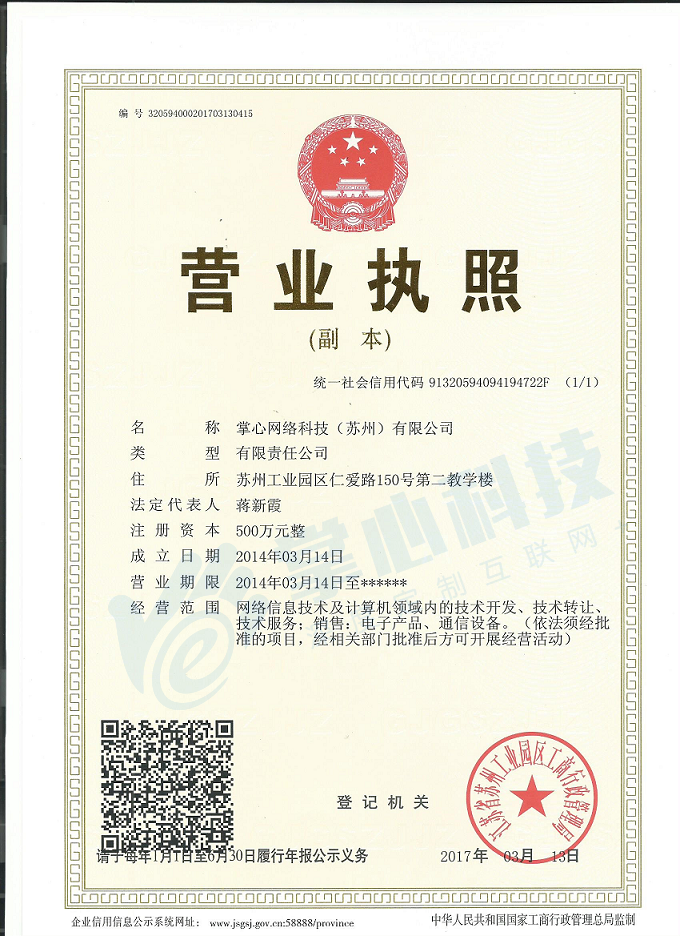 编 号 320594000201703130415
营业执照
(副 本)
统一社会信用代码 91320594094194722F (1/1)
名 称 掌心网络科技（苏州）有限公司
类 型 有限责任公司
住 所 苏州工业园区仁爱路150号第二教学楼
法定代表人 蒋新霞
注册资本 500万元整
成立日期 2014年03月14日
营业期限 2014年03月14日至******
经营范围 网络信息技术及计算机领域内的技术开发、技术转让、
技术服务；销售：电子产品、通信设备。（依法须经批
准的项目，经相关部门批准后方可开展经营活动）
掌心科技
定制互联网
江苏省苏州工业园区工商行政管理局
登记机关
请于每年1月1日至6月30日履行年报公示义务
2017年 03月 13日
企业信用信息公示系统网址： www.jsgsj.gov.cn:58888/province
中华人民共和国国家工商行政管理总局监制